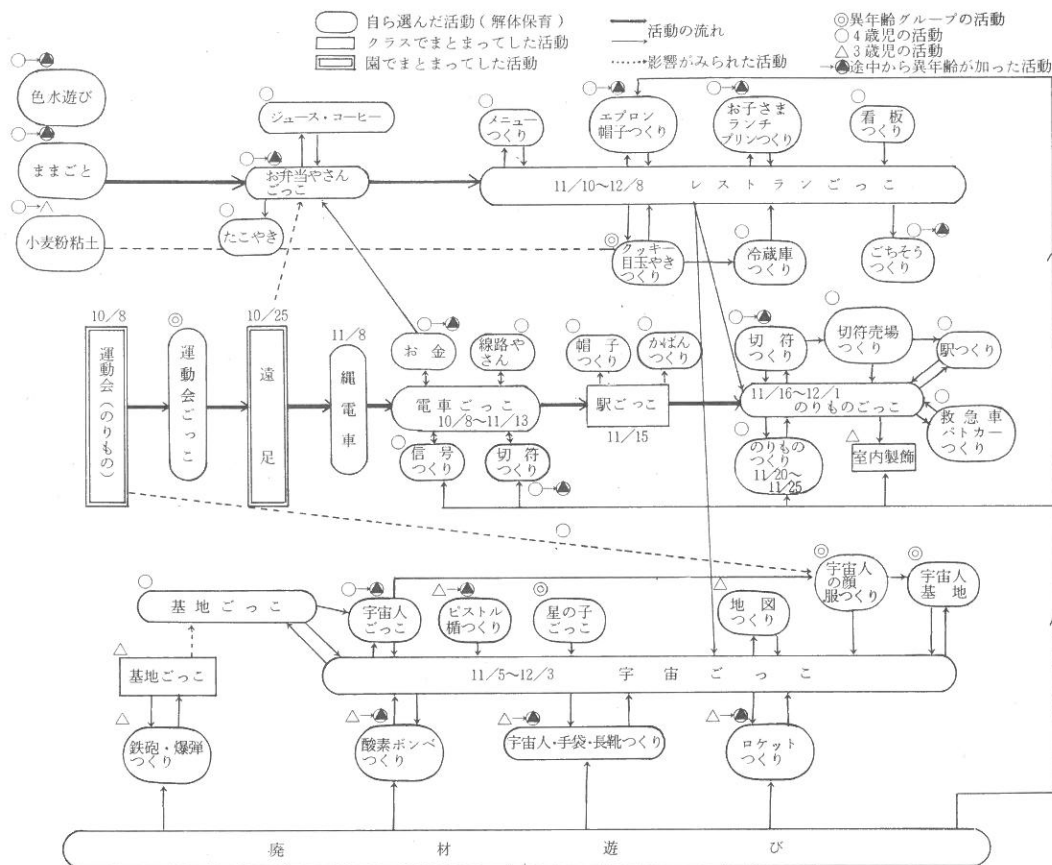 自ら選んだ活動(解体保育)
クラスでまとまってした活動
園でまとまってした活動
活動の流れ
影響がみられた活動
◎異年齢グループの活動
○4歳児の活動
△3歳児の活動
→▲途中から異年齢が加った活動
○→▲
色水遊び
○→▲
ままごと
○→△
小麦粉粘土
○
ジュース・コーヒー
○→▲
お弁当やさん
ごっこ
○
たこやき
○
メニュー
つくり
○→▲
エプロン
帽子つくり
○→▲
お子さま
ランチ
プリンつくり
○
看板
つくり
11/10~12/8 レストランごっこ
◎
クッキー
目玉やき
つくり
○
冷蔵庫
つくり
○→▲
ごちそう
つくり
10/8
運動会(のりもの)
◎
運動会ごっこ
10/25
遠足
11/8
縄電車
○→▲
お金
○
線路や
さん
電車ごっこ
10/8~11/13
○
信号
つくり
切符
つくり
○→▲
○
帽子
つくり
○
かばん
つくり
駅ごっこ
11/15
○→▲
切符
つくり
○
切符売場
つくり
○
駅つくり
11/16~12/1
のりものごっこ
○
のりもの
つくり
11/20~
11/25
△
室内製飾
○
救急車
パトカー
つくり
○
○
基地ごっこ
△
基地ごっこ
△
鉄砲・爆弾
つくり
○→▲
宇宙人
ごっこ
△→▲
ピストル
楯つくり
◎
星の子
ごっこ
△
地図
つくり
◎
宇宙人
の顔
服つくり
◎
宇宙人
基地
11/5~12/3 宇宙ごっこ
△→▲
酸素ボンベ
つくり
△→▲
宇宙人・手袋・長靴つくり
△→▲
ロケット
つくり
廃材遊び